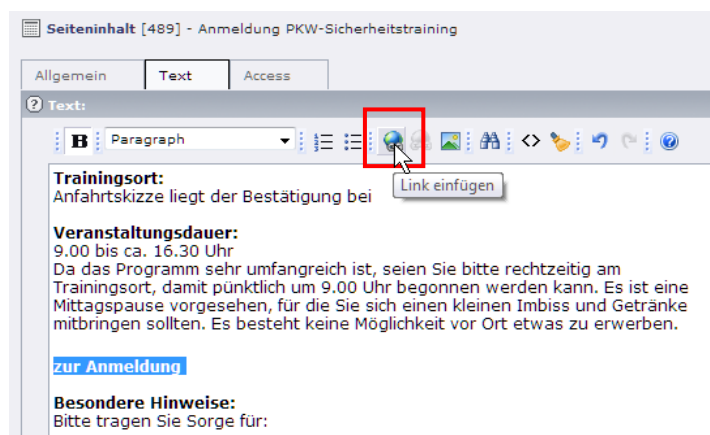 Seiteninhalt [489] - Anmeldung PKW-Sicherheitstraining
Allgemein Text Access
? Text:
B Paragraph
Link einfügen
Trainingsort:
Anfahrtskizze liegt der Bestätigung bei
Veranstaltungsdauer:
9.00 bis ca. 16.30 Uhr
Da das Programm sehr umfangreich ist, seien Sie bitte rechtzeitig am
Trainingsort, damit pünktlich um 9.00 Uhr begonnen werden kann. Es ist eine
Mittagspause vorgesehen, für die Sie sich einen kleinen Imbiss und Getränke
mitbringen sollten. Es besteht keine Möglichkeit vor Ort etwas zu erwerben.
zur Anmeldung
Besondere Hinweise:
Bitte tragen Sie Sorge für: